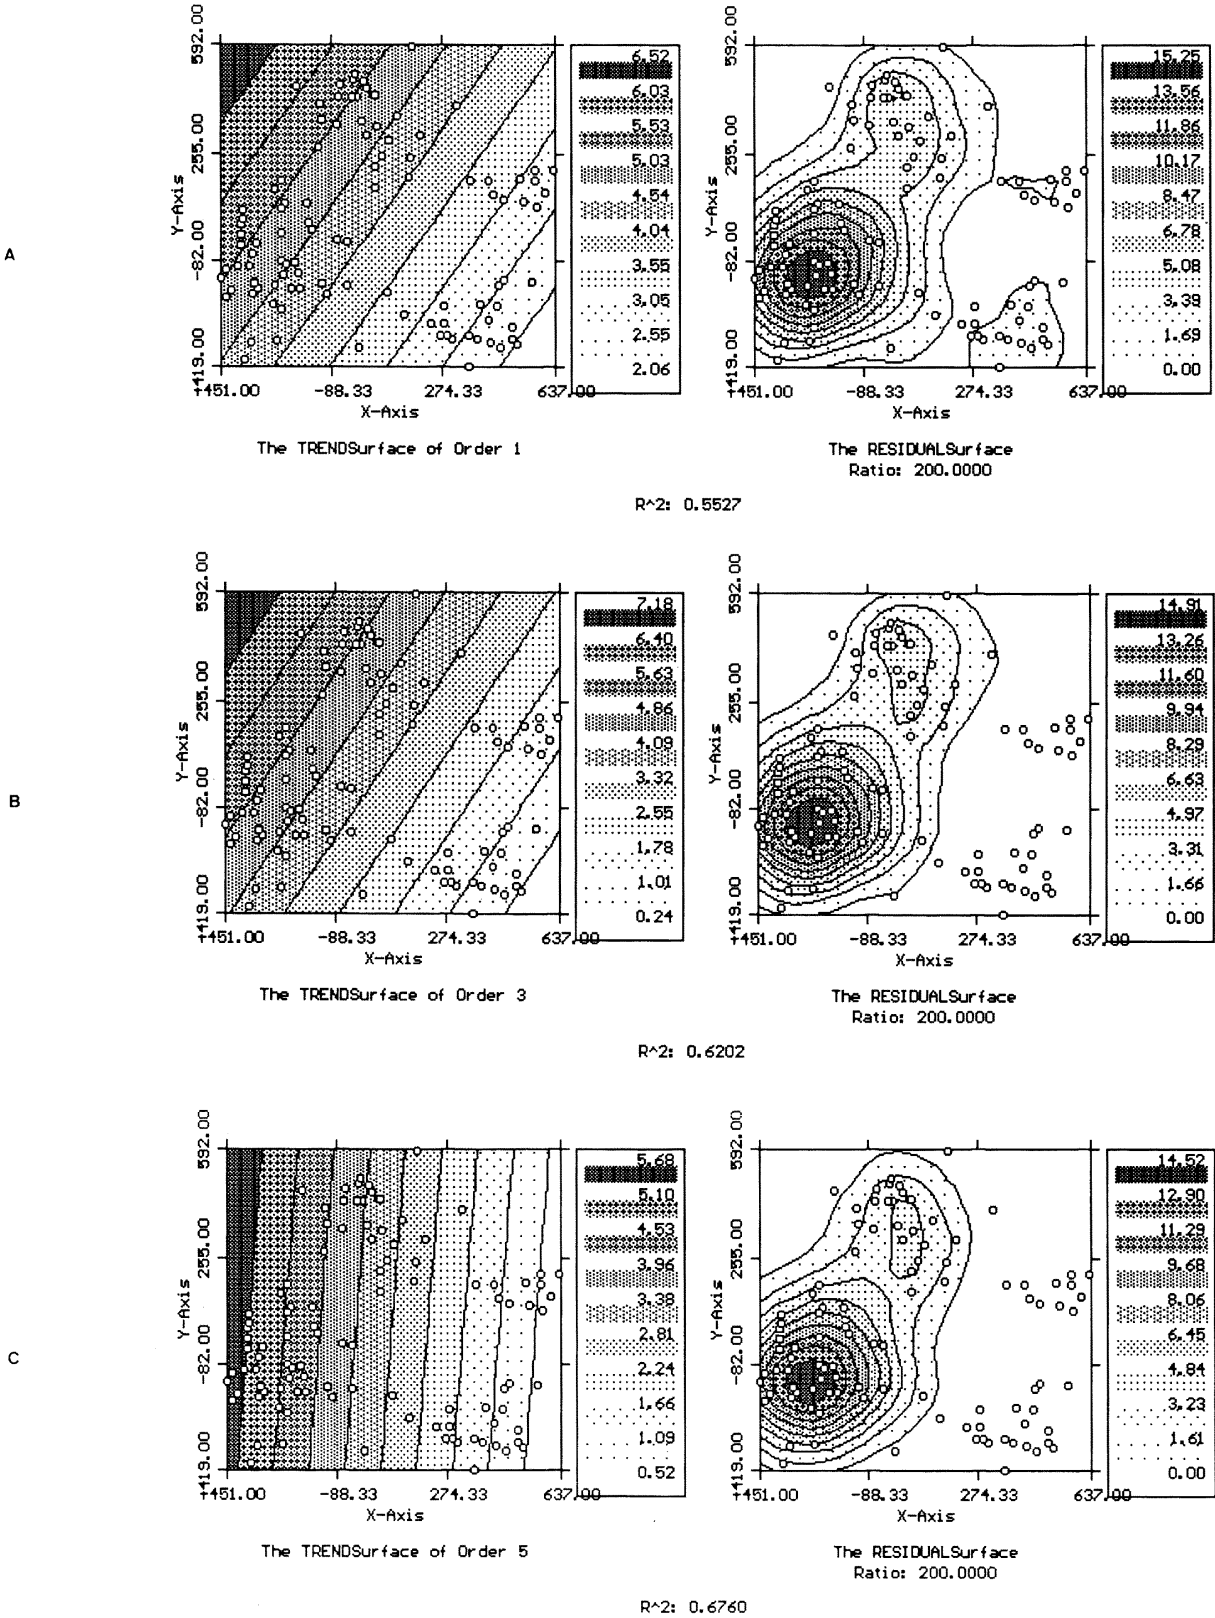 A
592.00
255.00
-82.00
+419.00
Y-Axis
+451.00 -88.33 274.33 637.00
X-Axis
6.52
6.03
5.53
5.03
4.54
4.04
3.55
3.05
2.55
2.06
The TRENDSurface of Order 1
592.00
255.00
-82.00
+419.00
Y-Axis
+451.00 -88.33 274.33 637.00
X-Axis
15.25
13.56
11.86
10.17
8.47
6.78
5.08
3.39
1.69
0.00
The RESIDUALSurface
Ratio: 200.0000
R^2: 0.5527
B
592.00
255.00
-82.00
+419.00
Y-Axis
+451.00 -88.33 274.33 637.00
X-Axis
7.18
6.40
5.63
4.86
4.09
3.32
2.55
1.78
1.01
0.24
The TRENDSurface of Order 3
592.00
255.00
-82.00
+419.00
Y-Axis
+451.00 -88.33 274.33 637.00
X-Axis
14.91
13.26
11.60
9.94
8.29
6.63
4.97
3.31
1.66
0.00
The RESIDUALSurface
Ratio: 200.0000
R^2: 0.6202
C
592.00
255.00
-82.00
+419.00
Y-Axis
+451.00 -88.33 274.33 637.00
X-Axis
5.68
5.10
4.53
3.96
3.38
2.81
2.24
1.66
1.09
0.52
The TRENDSurface of Order 5
592.00
255.00
-82.00
+419.00
Y-Axis
+451.00 -88.33 274.33 637.00
X-Axis
14.52
12.90
11.29
9.68
8.06
6.45
4.84
3.23
1.61
0.00
The RESIDUALSurface
Ratio: 200.0000
R^2: 0.6760